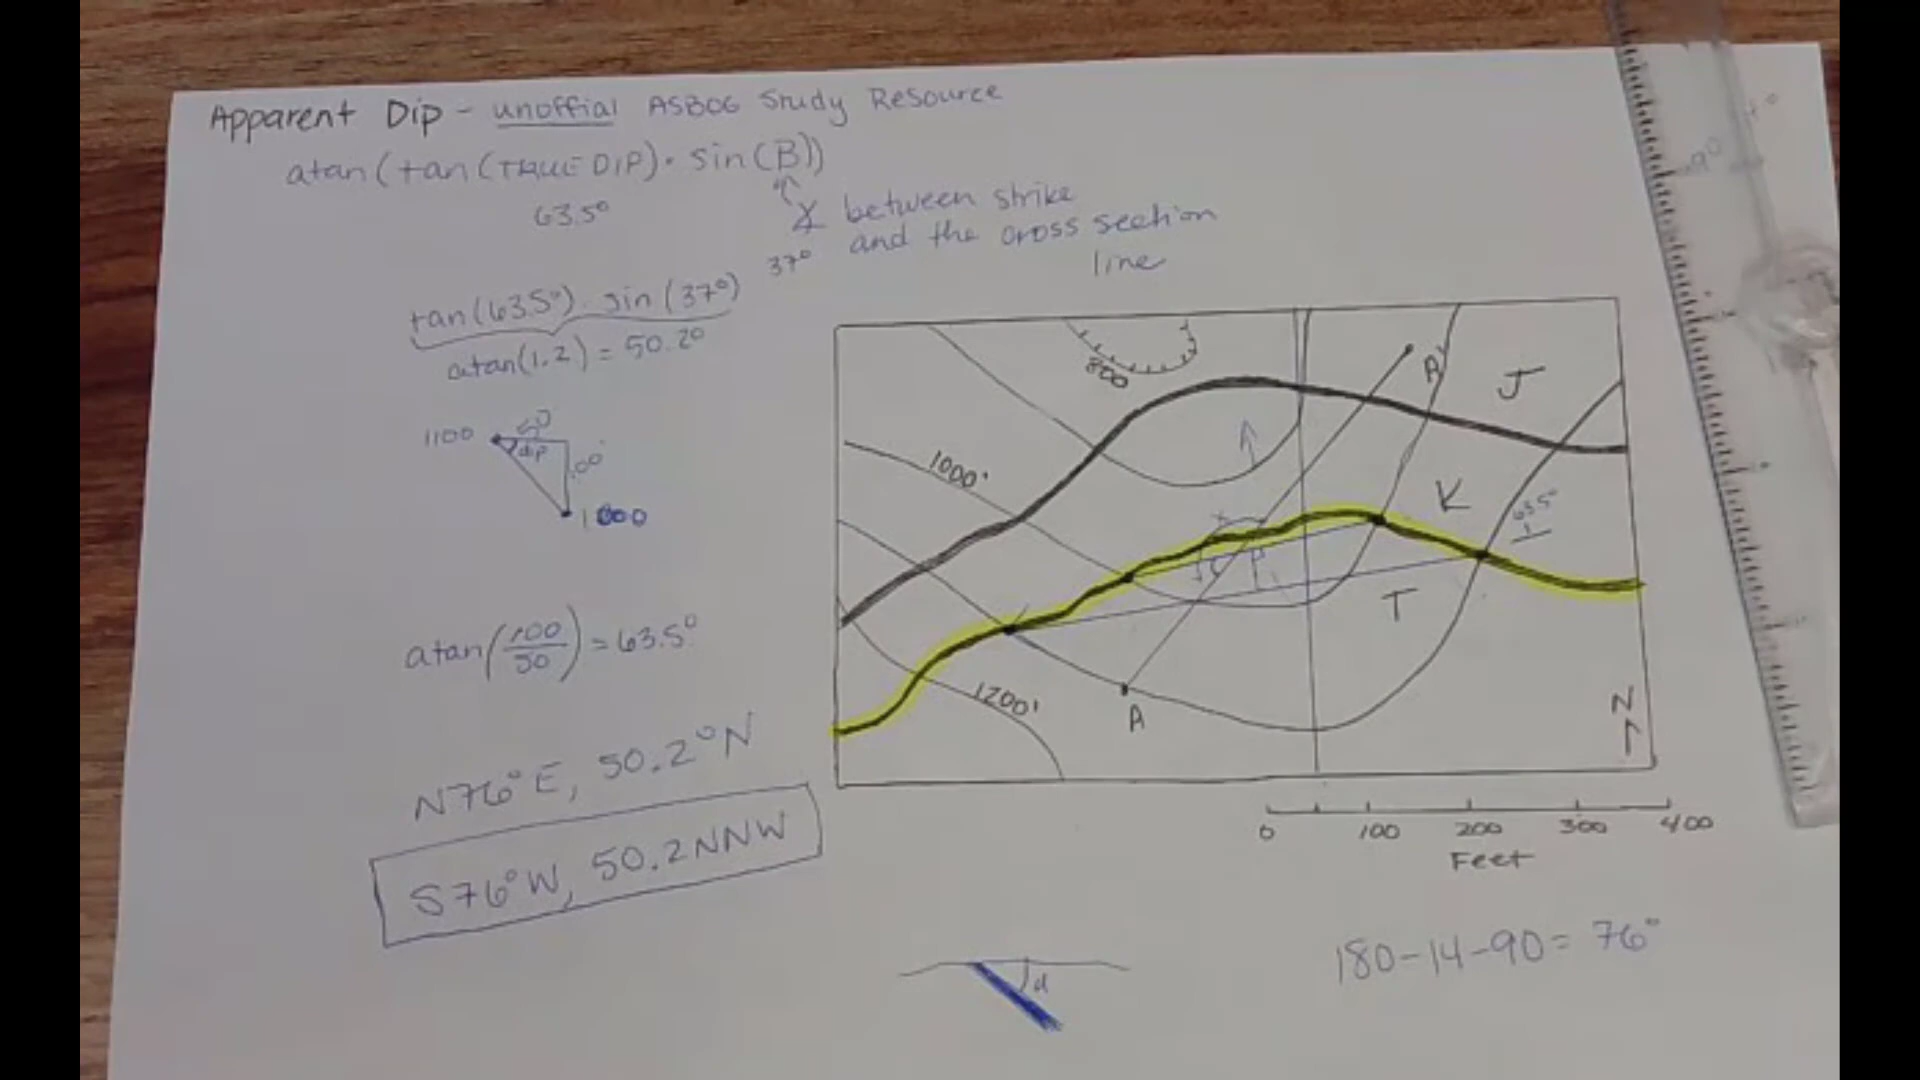 Apparent Dip - unoffial ASBOG Study Resource
atan(tan(TRUE DIP) • sin(B))
63.5°
∡ between strike
37° and the cross section
line
tan(63.5°) · sin(37°)
atan(1.2) = 50.2°
1100 50
dip 100'
1000
atan(100/50) = 63.5°
N76°E, 50.2°N
S76°W, 50.2NNW
800
A'
J
1000'
K
63.5°
T
1200'
A
N
0 100 200 300 400
Feet
180-14-90= 76°
d